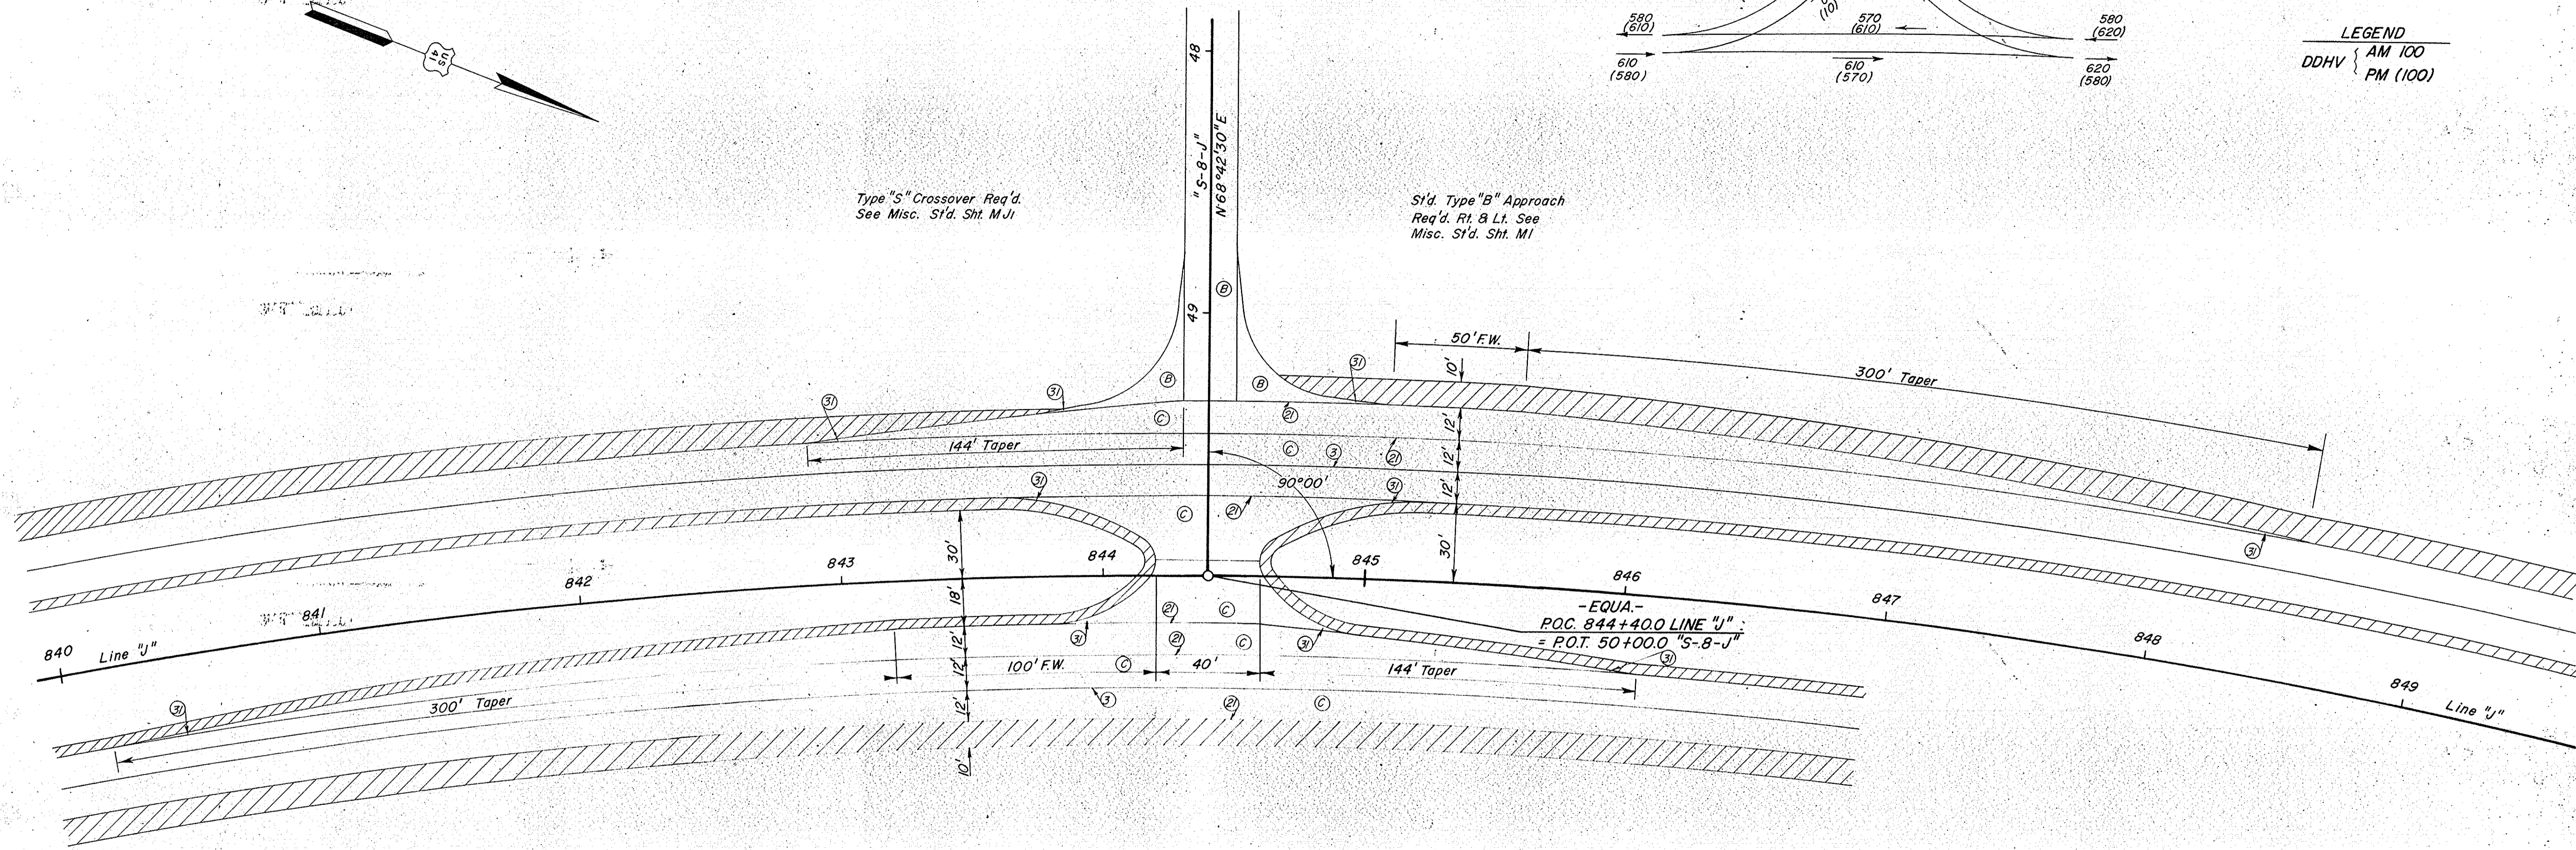 US
41
580
(610)
570
(610)
580
(620)
(10)
610
(580)
610
(570)
620
(580)
LEGEND
DDHV { AM 100
PM (100)
48
"S-8-J"
N·68°42'30"E
Type "S" Crossover Req'd.
See Misc. St'd. Sht. MJ1
St'd. Type "B" Approach
Req'd. Rt. & Lt. See
Misc. St'd. Sht. M1
B
49
50' F.W.
300' Taper
10'
31
31
31
B
B
C
21
144' Taper
C
3
21
12'
12'
12'
90°00'
31
31
C
21
30'
30'
840
841
842
843
844
845
846
847
848
849
Line "J"
Line "J"
18'
12'
12'
12'
10'
21
C
21
C
31
31
-EQUA.-
P.O.C. 844+40.0 LINE "J" :
= P.O.T. 50+00.0 "S-8-J"
31
100' F.W.
C
40'
144' Taper
31
300' Taper
3
21
C
31